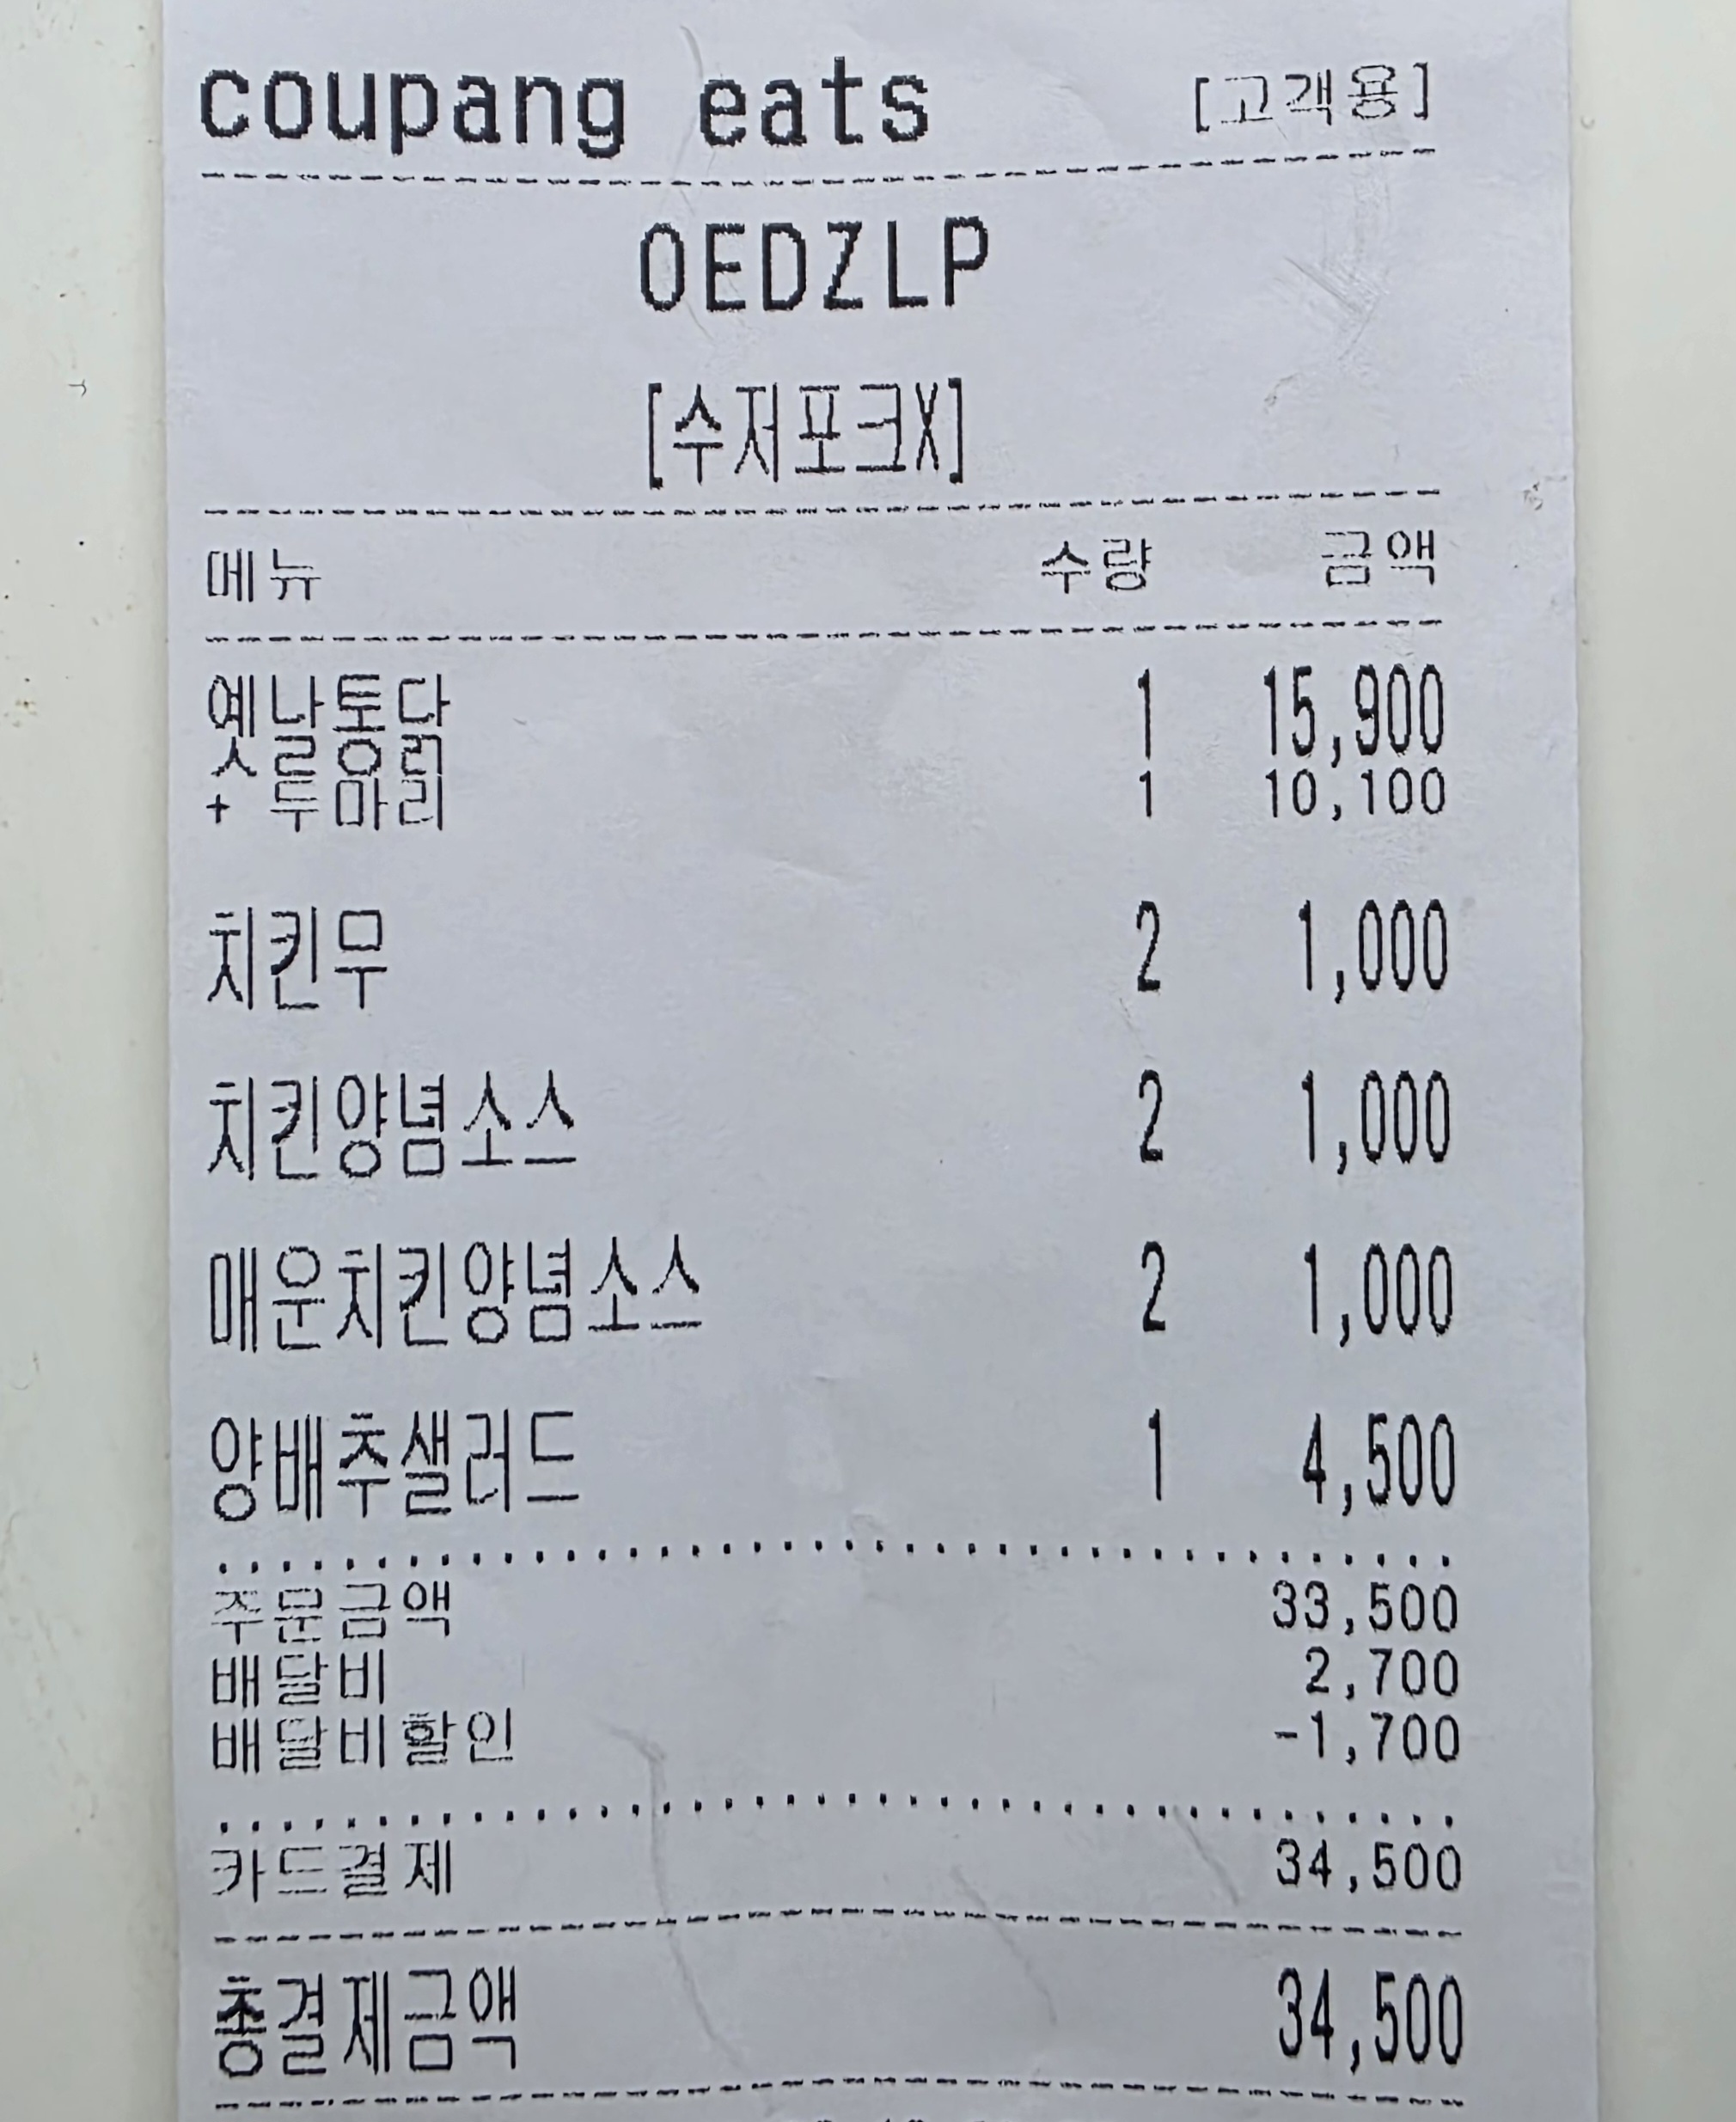 coupang eats [고객용]
OEDZLP
[수저포크X]
메뉴 수량 금액
옛날통닭 1 15,900
+ 두마리 1 10,100
치킨무 2 1,000
치킨양념소스 2 1,000
매운치킨양념소스 2 1,000
양배추샐러드 1 4,500
주문금액 33,500
배달비 2,700
배달비할인 -1,700
카드결제 34,500
총결제금액 34,500